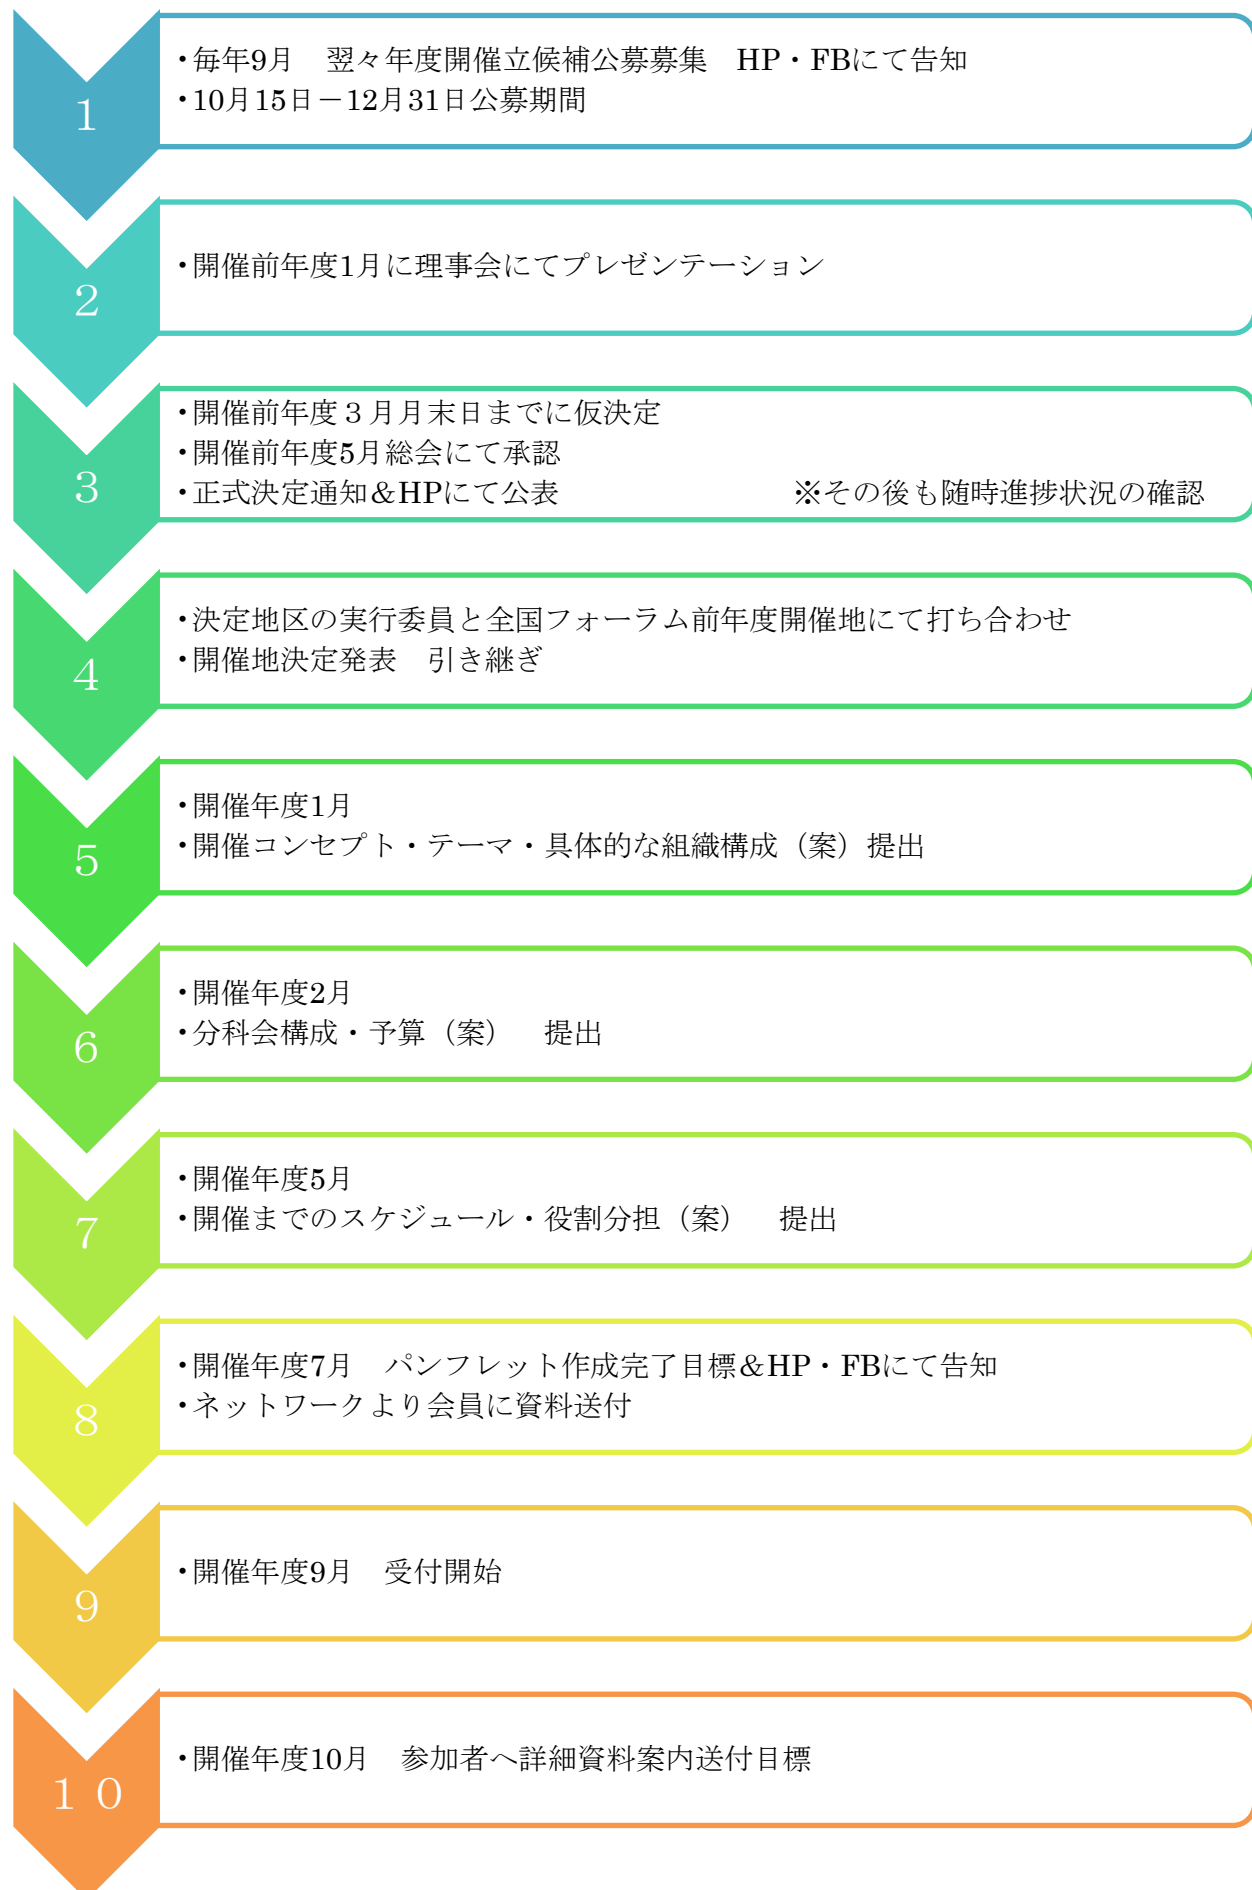 1
・毎年9月　翌々年度開催立候補公募募集　HP・FBにて告知
・10月15日－12月31日公募期間
2
・開催前年度1月に理事会にてプレゼンテーション
3
・開催前年度３月月末日までに仮決定
・開催前年度5月総会にて承認
・正式決定通知＆HPにて公表　　　　　　　　※その後も随時進捗状況の確認
4
・決定地区の実行委員と全国フォーラム前年度開催地にて打ち合わせ
・開催地決定発表　引き継ぎ
5
・開催年度1月
・開催コンセプト・テーマ・具体的な組織構成（案）提出
6
・開催年度2月
・分科会構成・予算（案）　提出
7
・開催年度5月
・開催までのスケジュール・役割分担（案）　提出
8
・開催年度7月　パンフレット作成完了目標＆HP・FBにて告知
・ネットワークより会員に資料送付
9
・開催年度9月　受付開始
１０
・開催年度10月　参加者へ詳細資料案内送付目標